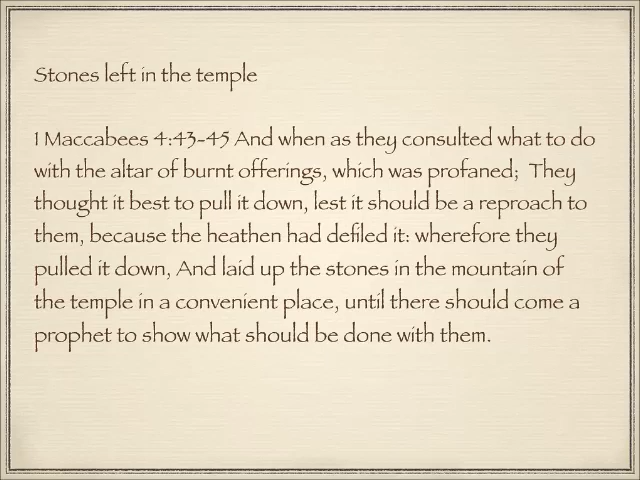 Stones left in the temple
1 Maccabees 4:43-45 And when as they consulted what to do
with the altar of burnt offerings, which was profaned;  They
thought it best to pull it down, lest it should be a reproach to
them, because the heathen had defiled it: wherefore they
pulled it down, And laid up the stones in the mountain of
the temple in a convenient place, until there should come a
prophet to show what should be done with them.